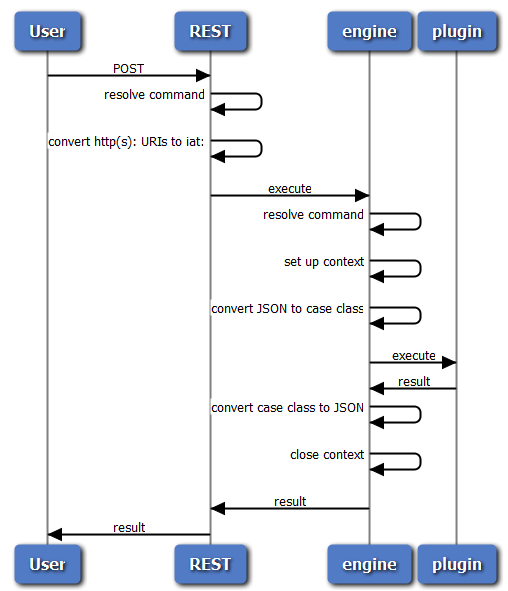 User
REST
engine
plugin
POST
resolve command
convert http(s): URIs to iat:
execute
resolve command
set up context
convert JSON to case class
execute
result
convert case class to JSON
close context
result
result
User
REST
engine
plugin